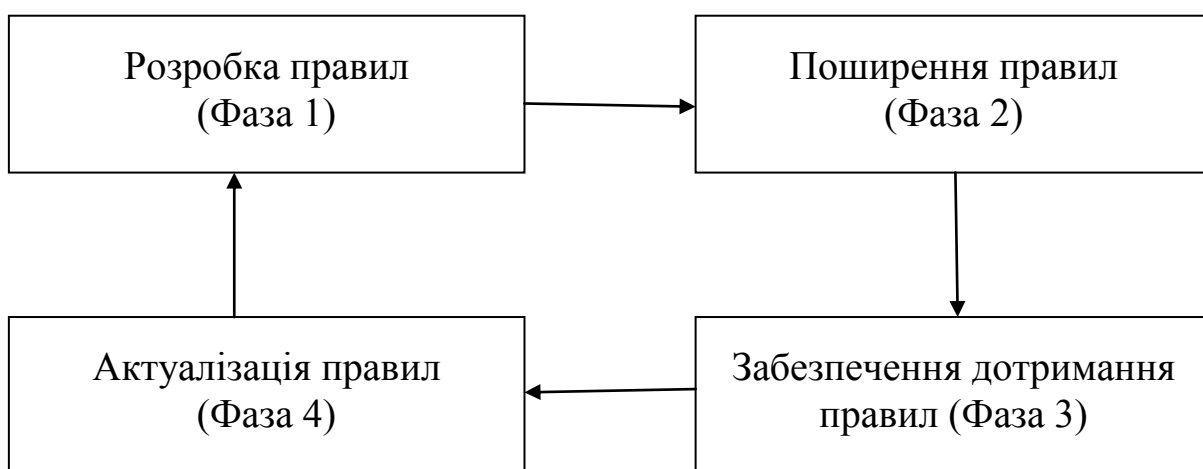 Розробка правил
(Фаза 1)
Поширення правил
(Фаза 2)
Актуалізація правил
(Фаза 4)
Забезпечення дотримання
правил (Фаза 3)